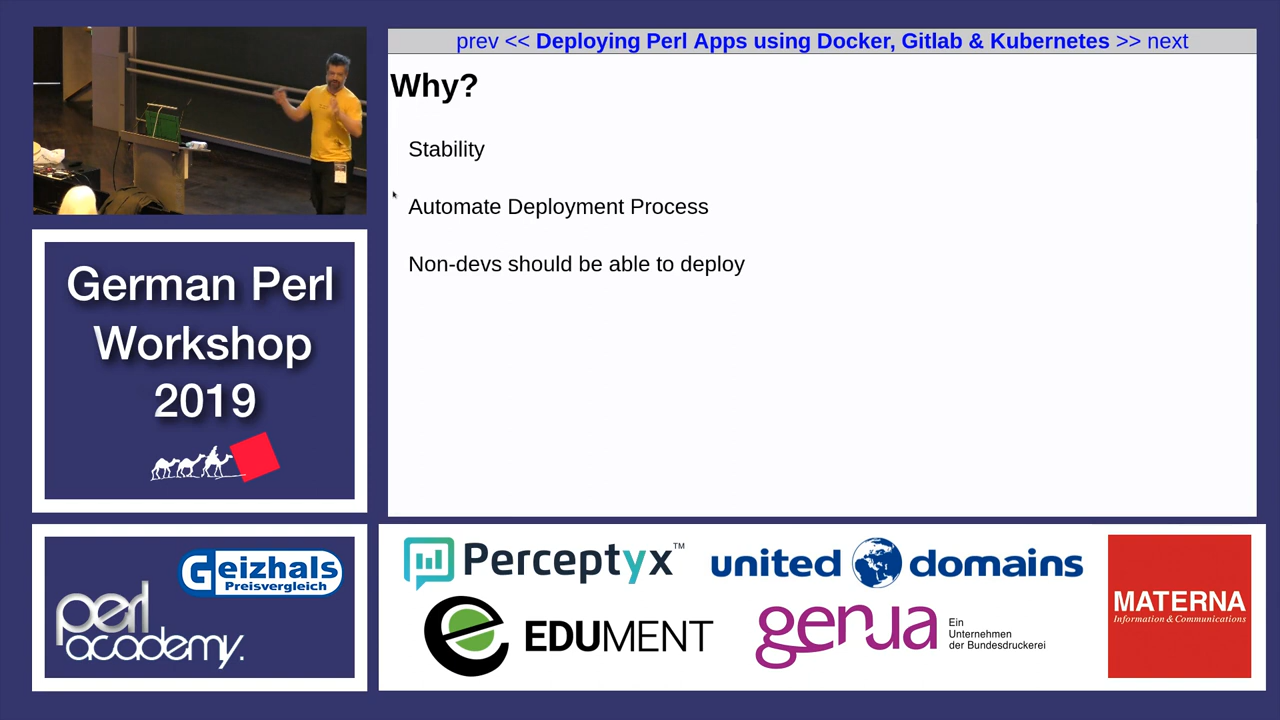 prev << Deploying Perl Apps using Docker, Gitlab & Kubernetes >> next
Why?
Stability
Automate Deployment Process
Non-devs should be able to deploy
German Perl
Workshop
2019
Geizhals
Preisvergleich
perl
academy.
Perceptyx™
united domains
EDUMENT
genua
Ein
Unternehmen
der Bundesdruckerei
MATERNA
Information & Communications